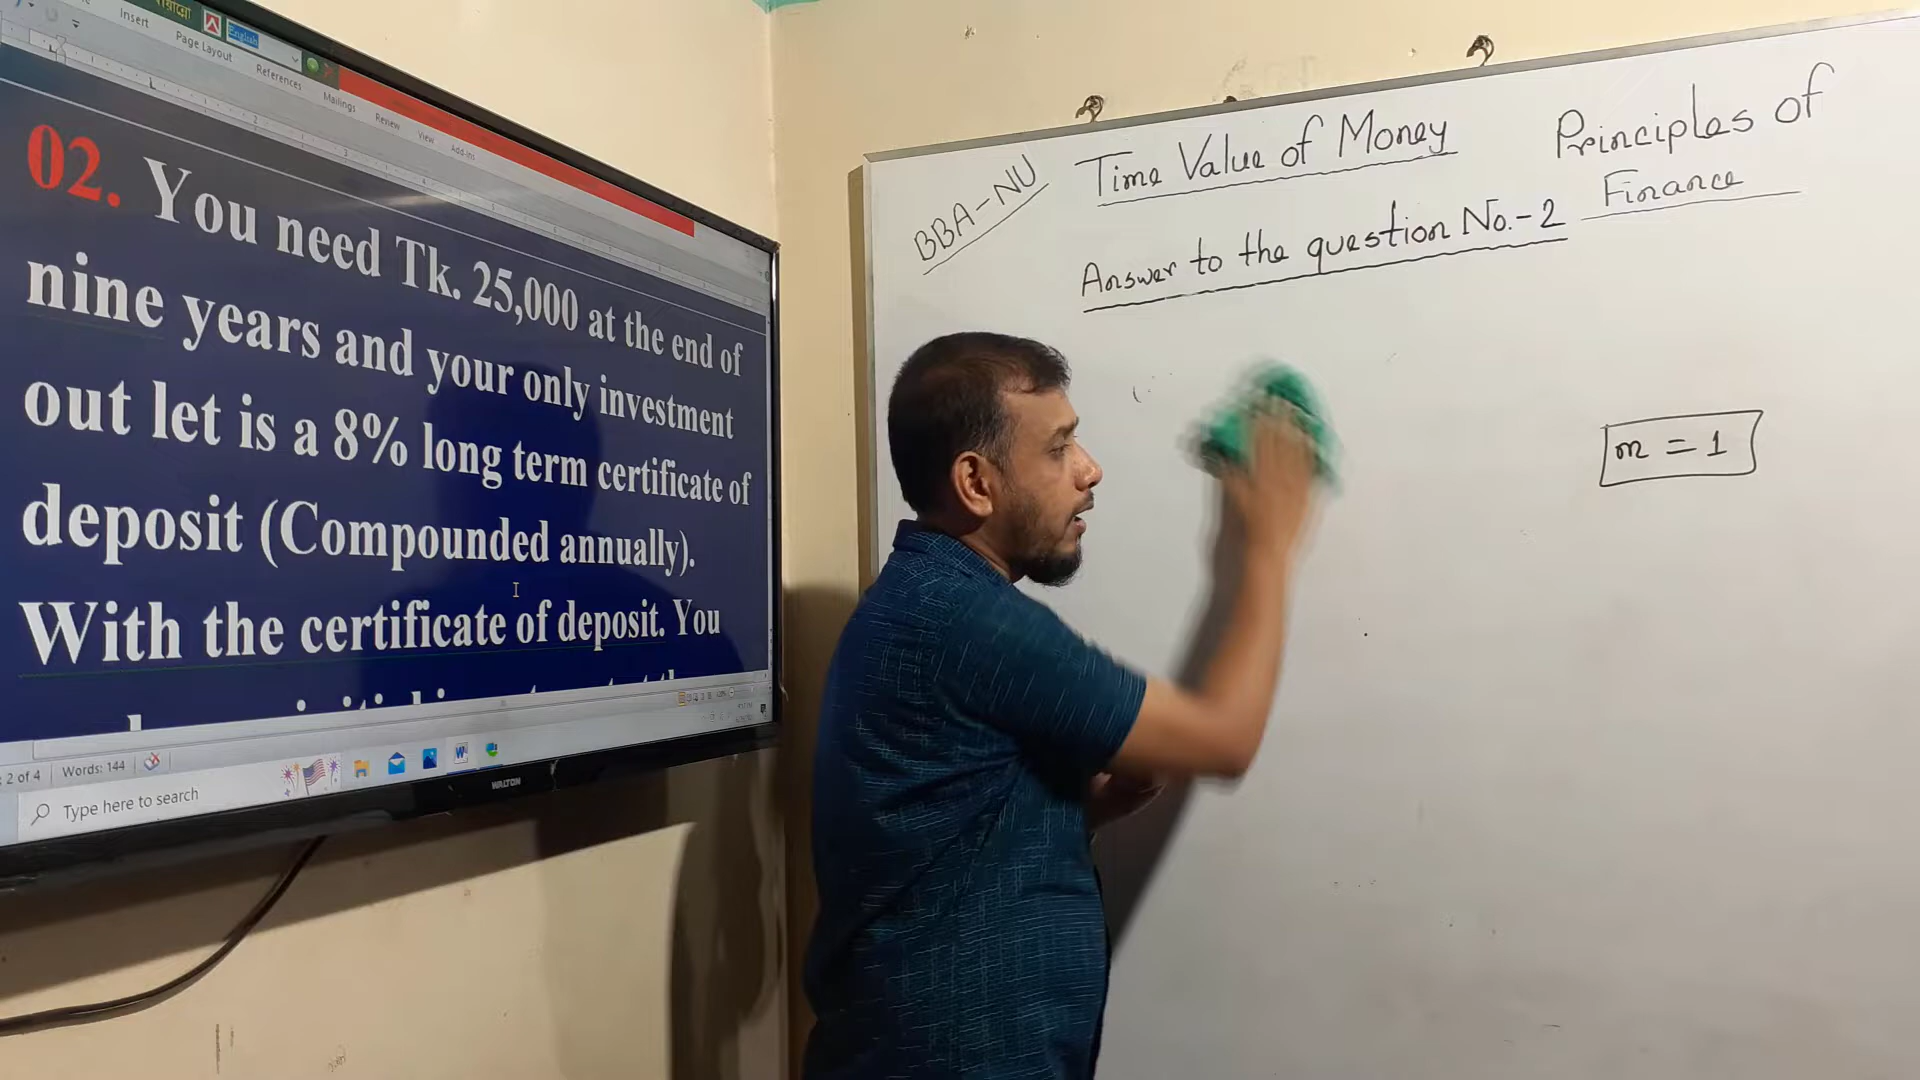 Insert
Page Layout
References
Mailings
Review
View
Add-Ins
English
02. You need Tk. 25,000 at the end of
nine years and your only investment
out let is a 8% long term certificate of
deposit (Compounded annually).
With the certificate of deposit. You
2 of 4
Words: 144
Type here to search
WALTON
BBA-NU
Time Value of Money
Principles of
Finance
Answer to the question No.-2
m = 1